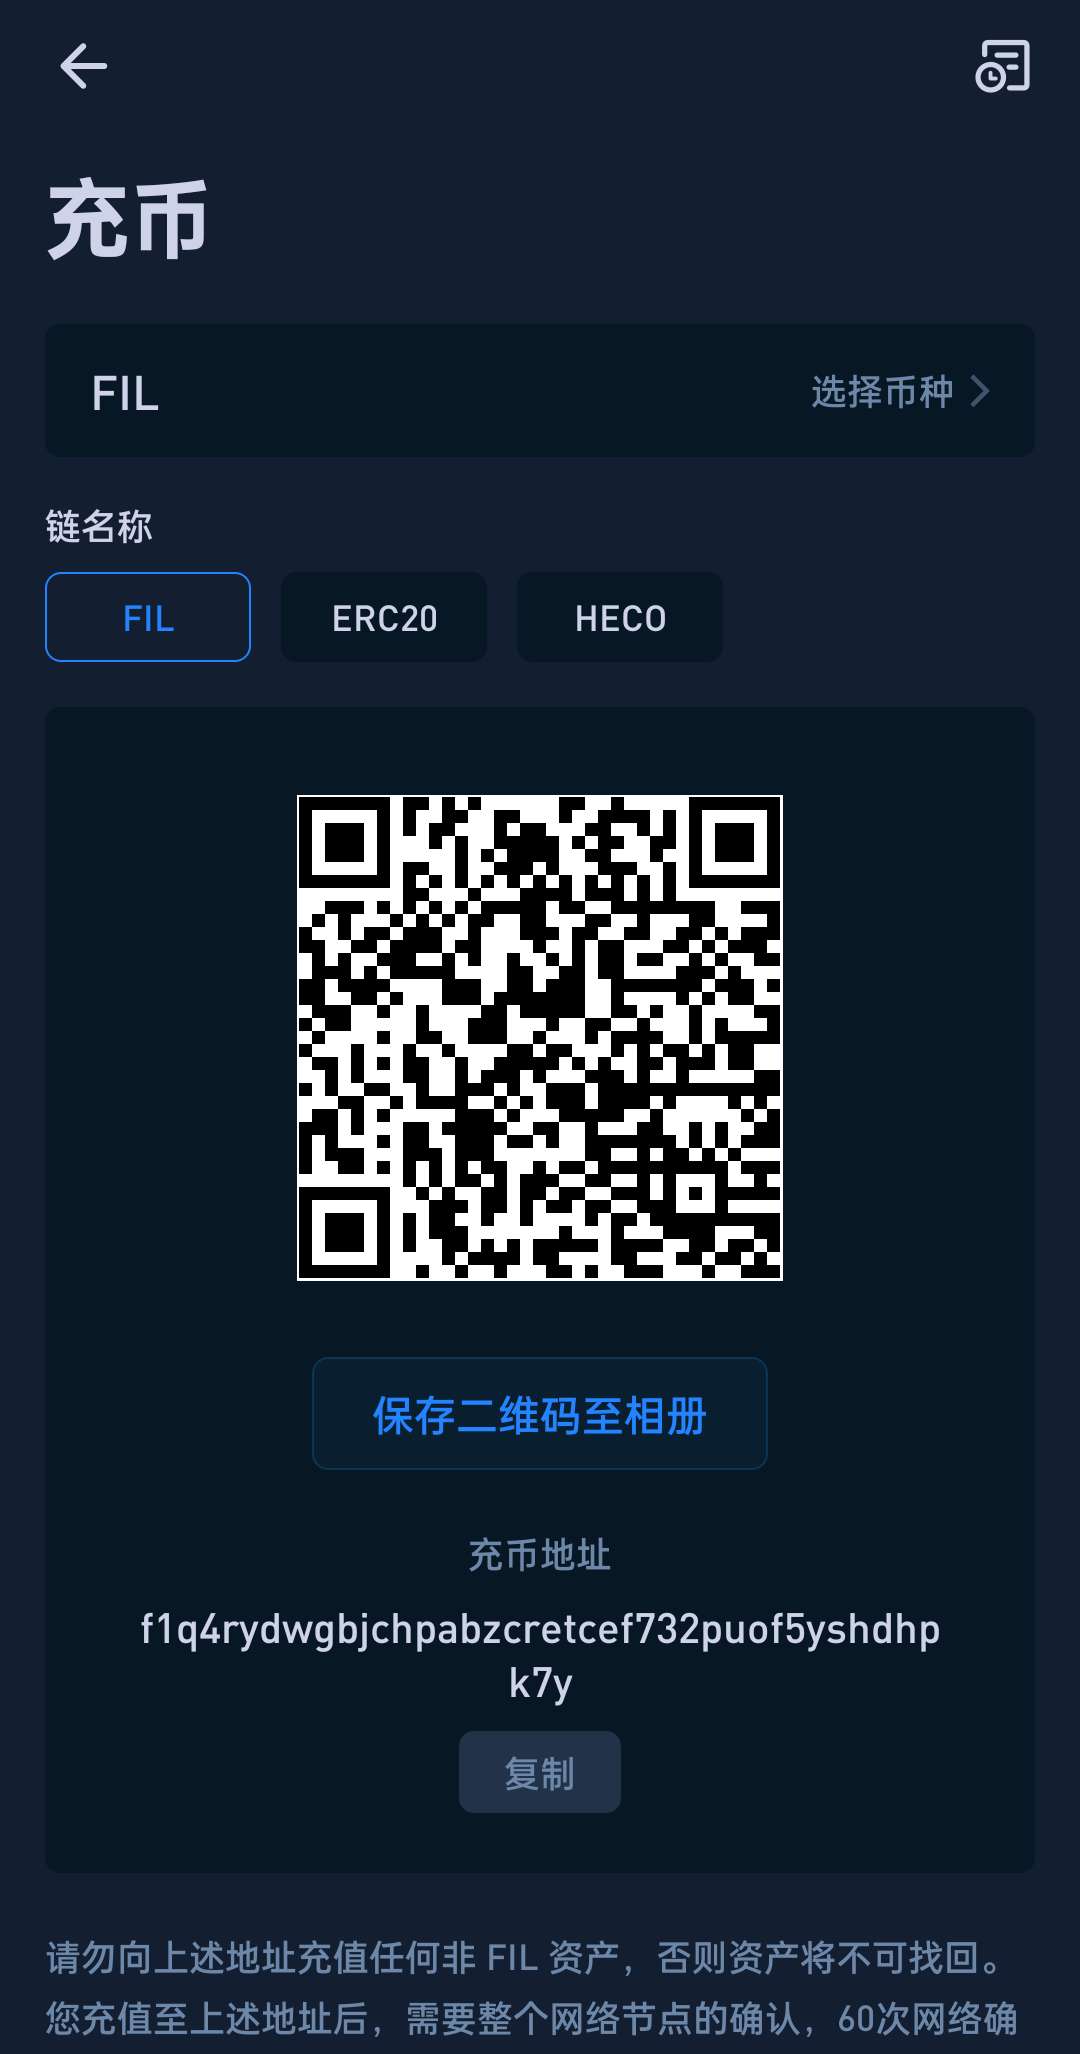 充币
FIL
选择币种
链名称
FIL
ERC20
HECO
保存二维码至相册
充币地址
f1q4rydwgbjchpabzcretcef732puof5yshdhp
k7y
复制
请勿向上述地址充值任何非 FIL 资产，否则资产将不可找回。
您充值至上述地址后，需要整个网络节点的确认，60次网络确